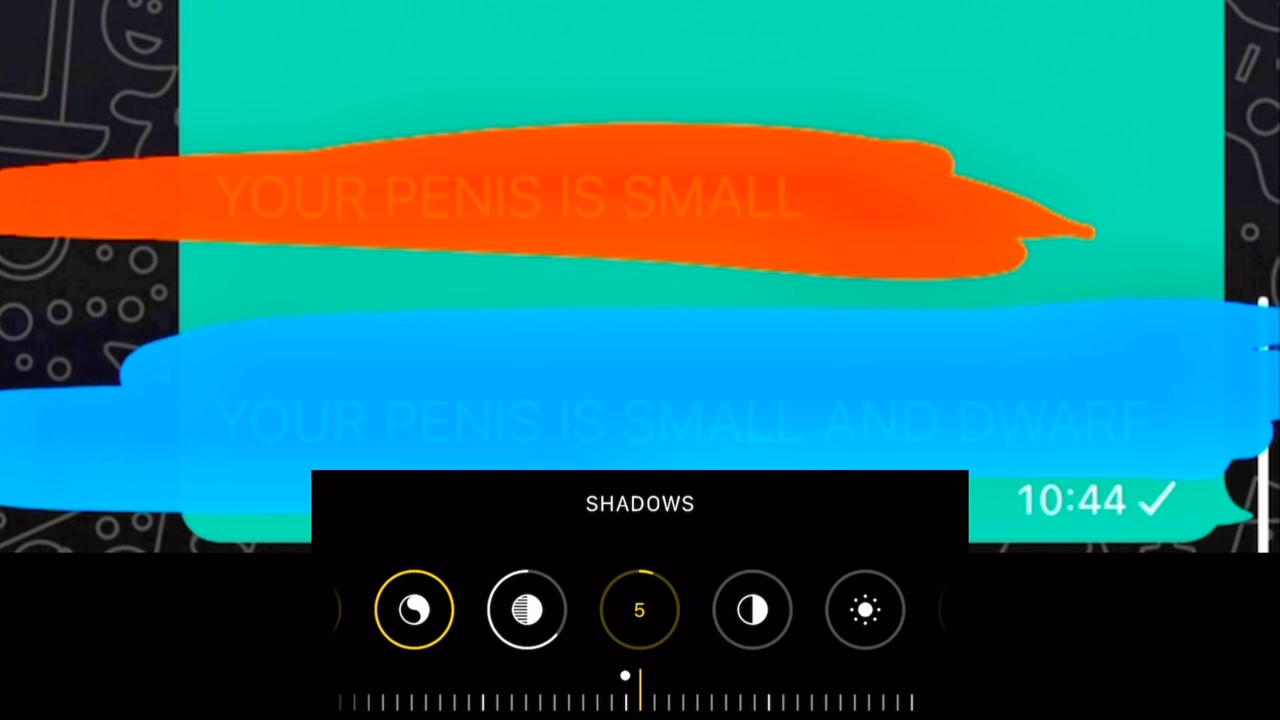 YOUR PENIS IS SMALL
YOUR PENIS IS SMALL AND DWARF
10:44
SHADOWS
5